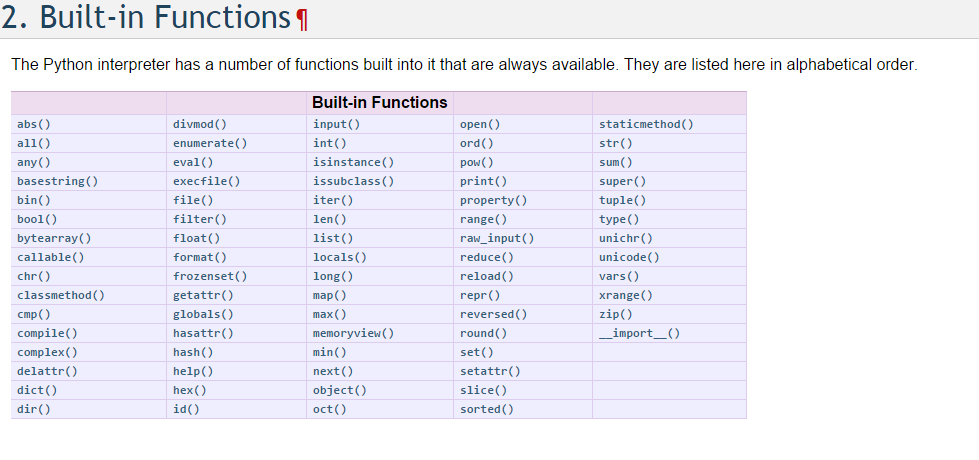 2. Built-in Functions¶
The Python interpreter has a number of functions built into it that are always available. They are listed here in alphabetical order.
Built-in Functions
abs() divmod() input() open() staticmethod()
all() enumerate() int() ord() str()
any() eval() isinstance() pow() sum()
basestring() execfile() issubclass() print() super()
bin() file() iter() property() tuple()
bool() filter() len() range() type()
bytearray() float() list() raw_input() unichr()
callable() format() locals() reduce() unicode()
chr() frozenset() long() reload() vars()
classmethod() getattr() map() repr() xrange()
cmp() globals() max() reversed() zip()
compile() hasattr() memoryview() round() __import__()
complex() hash() min() set()
delattr() help() next() setattr()
dict() hex() object() slice()
dir() id() oct() sorted()